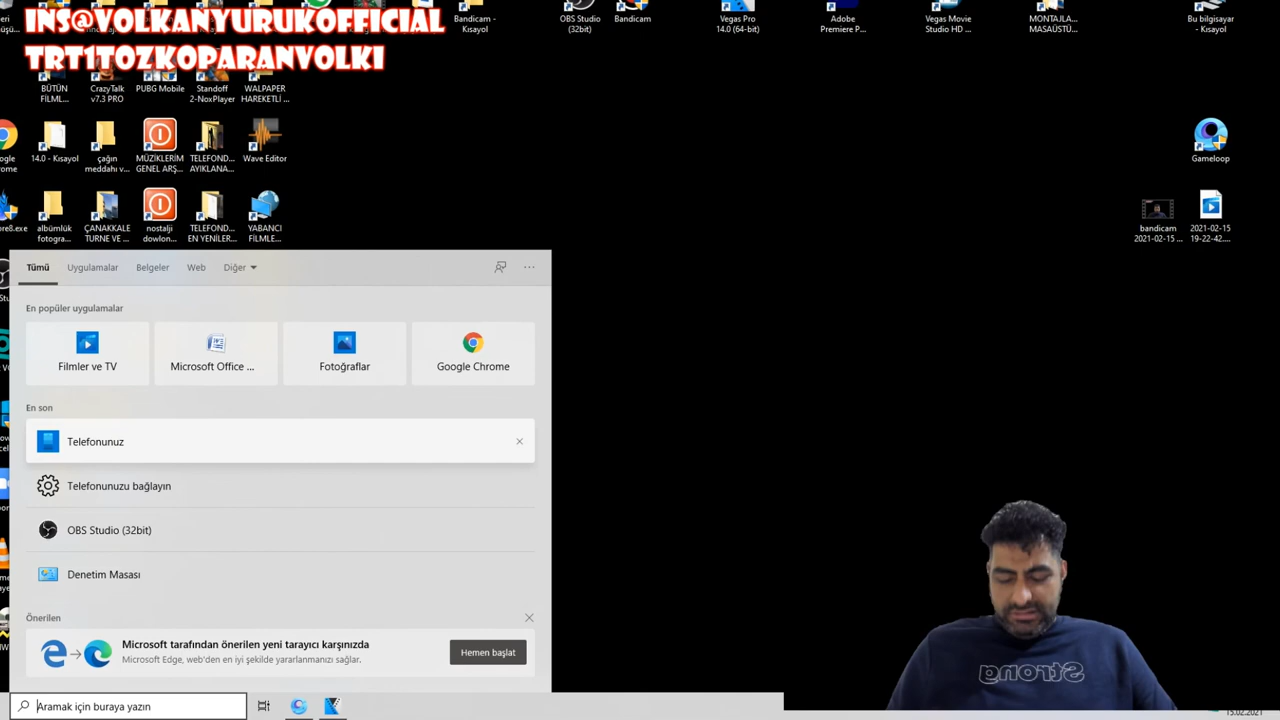 INS@VOLKANYURUKOFFICIAL
TRT1TOZKOPARANVOLKI
Bandicam - Kısayol
OBS Studio (32bit)
Bandicam
Vegas Pro 14.0 (64-bit)
Adobe Premiere P...
Vegas Movie Studio HD ...
MONTAJLA... MASAÜSTÜ...
Bu bilgisayar - Kısayol
BÜTÜN FİLML...
CrazyTalk v7.3 PRO
PUBG Mobile
Standoff 2-NoxPlayer
WALPAPER HAREKETLİ ...
14.0 - Kısayol
çağın meddahı v...
MÜZİKLERİM GENEL ARŞ...
TELEFOND... AYIKLANA...
Wave Editor
Gameloop
albümlük fotogra...
ÇANAKKALE TURNE VE ...
nostalji dowlon...
TELEFOND... EN YENİLER...
YABANCI FİLMLE...
bandicam 2021-02-15 ...
2021-02-15 19-22-42....
Tümü
Uygulamalar
Belgeler
Web
Diğer
En popüler uygulamalar
Filmler ve TV
Microsoft Office ...
Fotoğraflar
Google Chrome
En son
Telefonunuz
Telefonunuzu bağlayın
OBS Studio (32bit)
Denetim Masası
Önerilen
Microsoft tarafından önerilen yeni tarayıcı karşınızda
Microsoft Edge, web'den en iyi şekilde yararlanmanızı sağlar.
Hemen başlat
Strong
Aramak için buraya yazın
15.02.2021